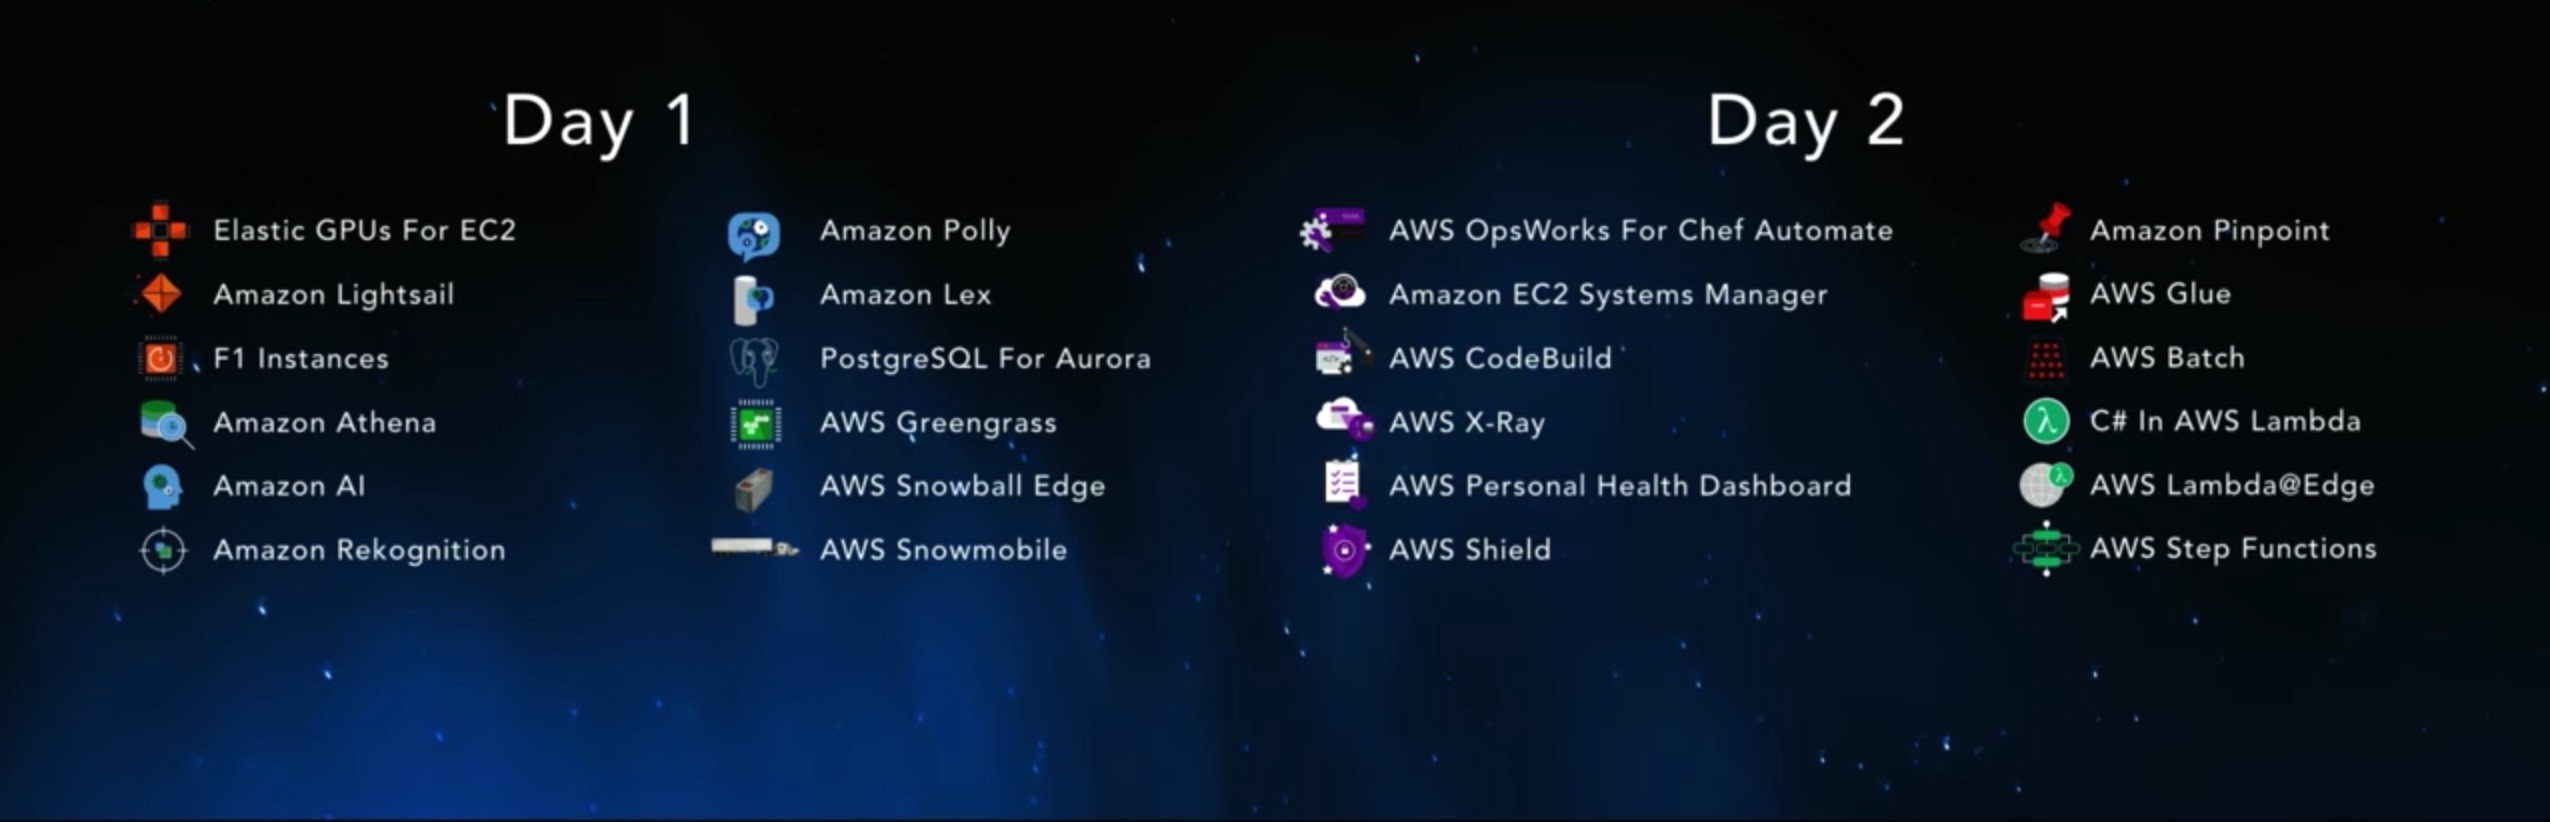 Day 1
Elastic GPUs For EC2
Amazon Lightsail
F1 Instances
Amazon Athena
Amazon AI
Amazon Rekognition
Amazon Polly
Amazon Lex
PostgreSQL For Aurora
AWS Greengrass
AWS Snowball Edge
AWS Snowmobile
Day 2
AWS OpsWorks For Chef Automate
Amazon EC2 Systems Manager
AWS CodeBuild
AWS X-Ray
AWS Personal Health Dashboard
AWS Shield
Amazon Pinpoint
AWS Glue
AWS Batch
C# In AWS Lambda
AWS Lambda@Edge
AWS Step Functions